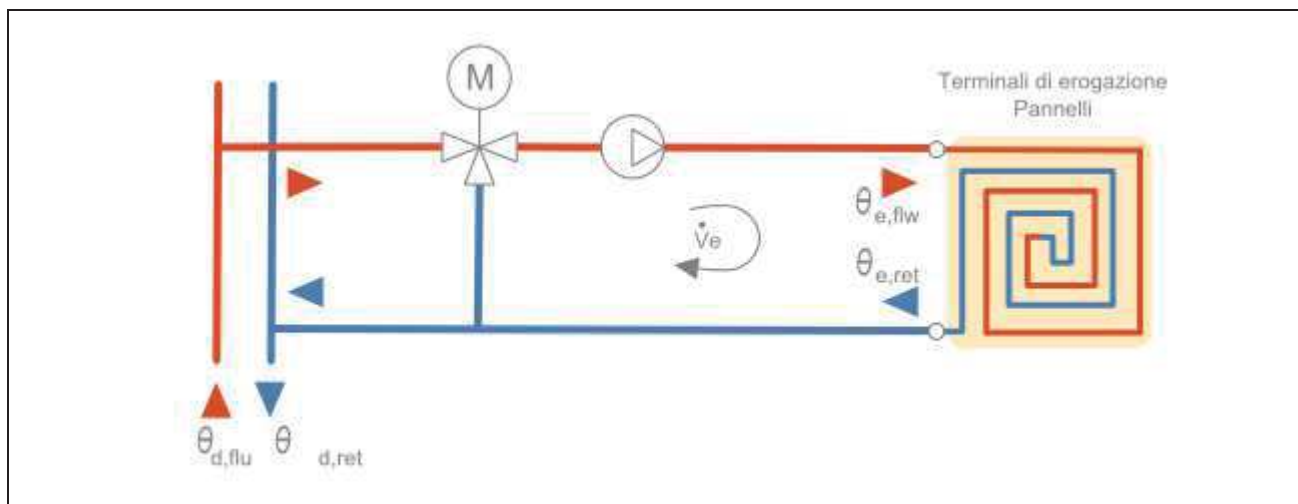 M
Terminali di erogazione
Pannelli
θe,flw
V̇e
θe,ret
θd,flu θ d,ret